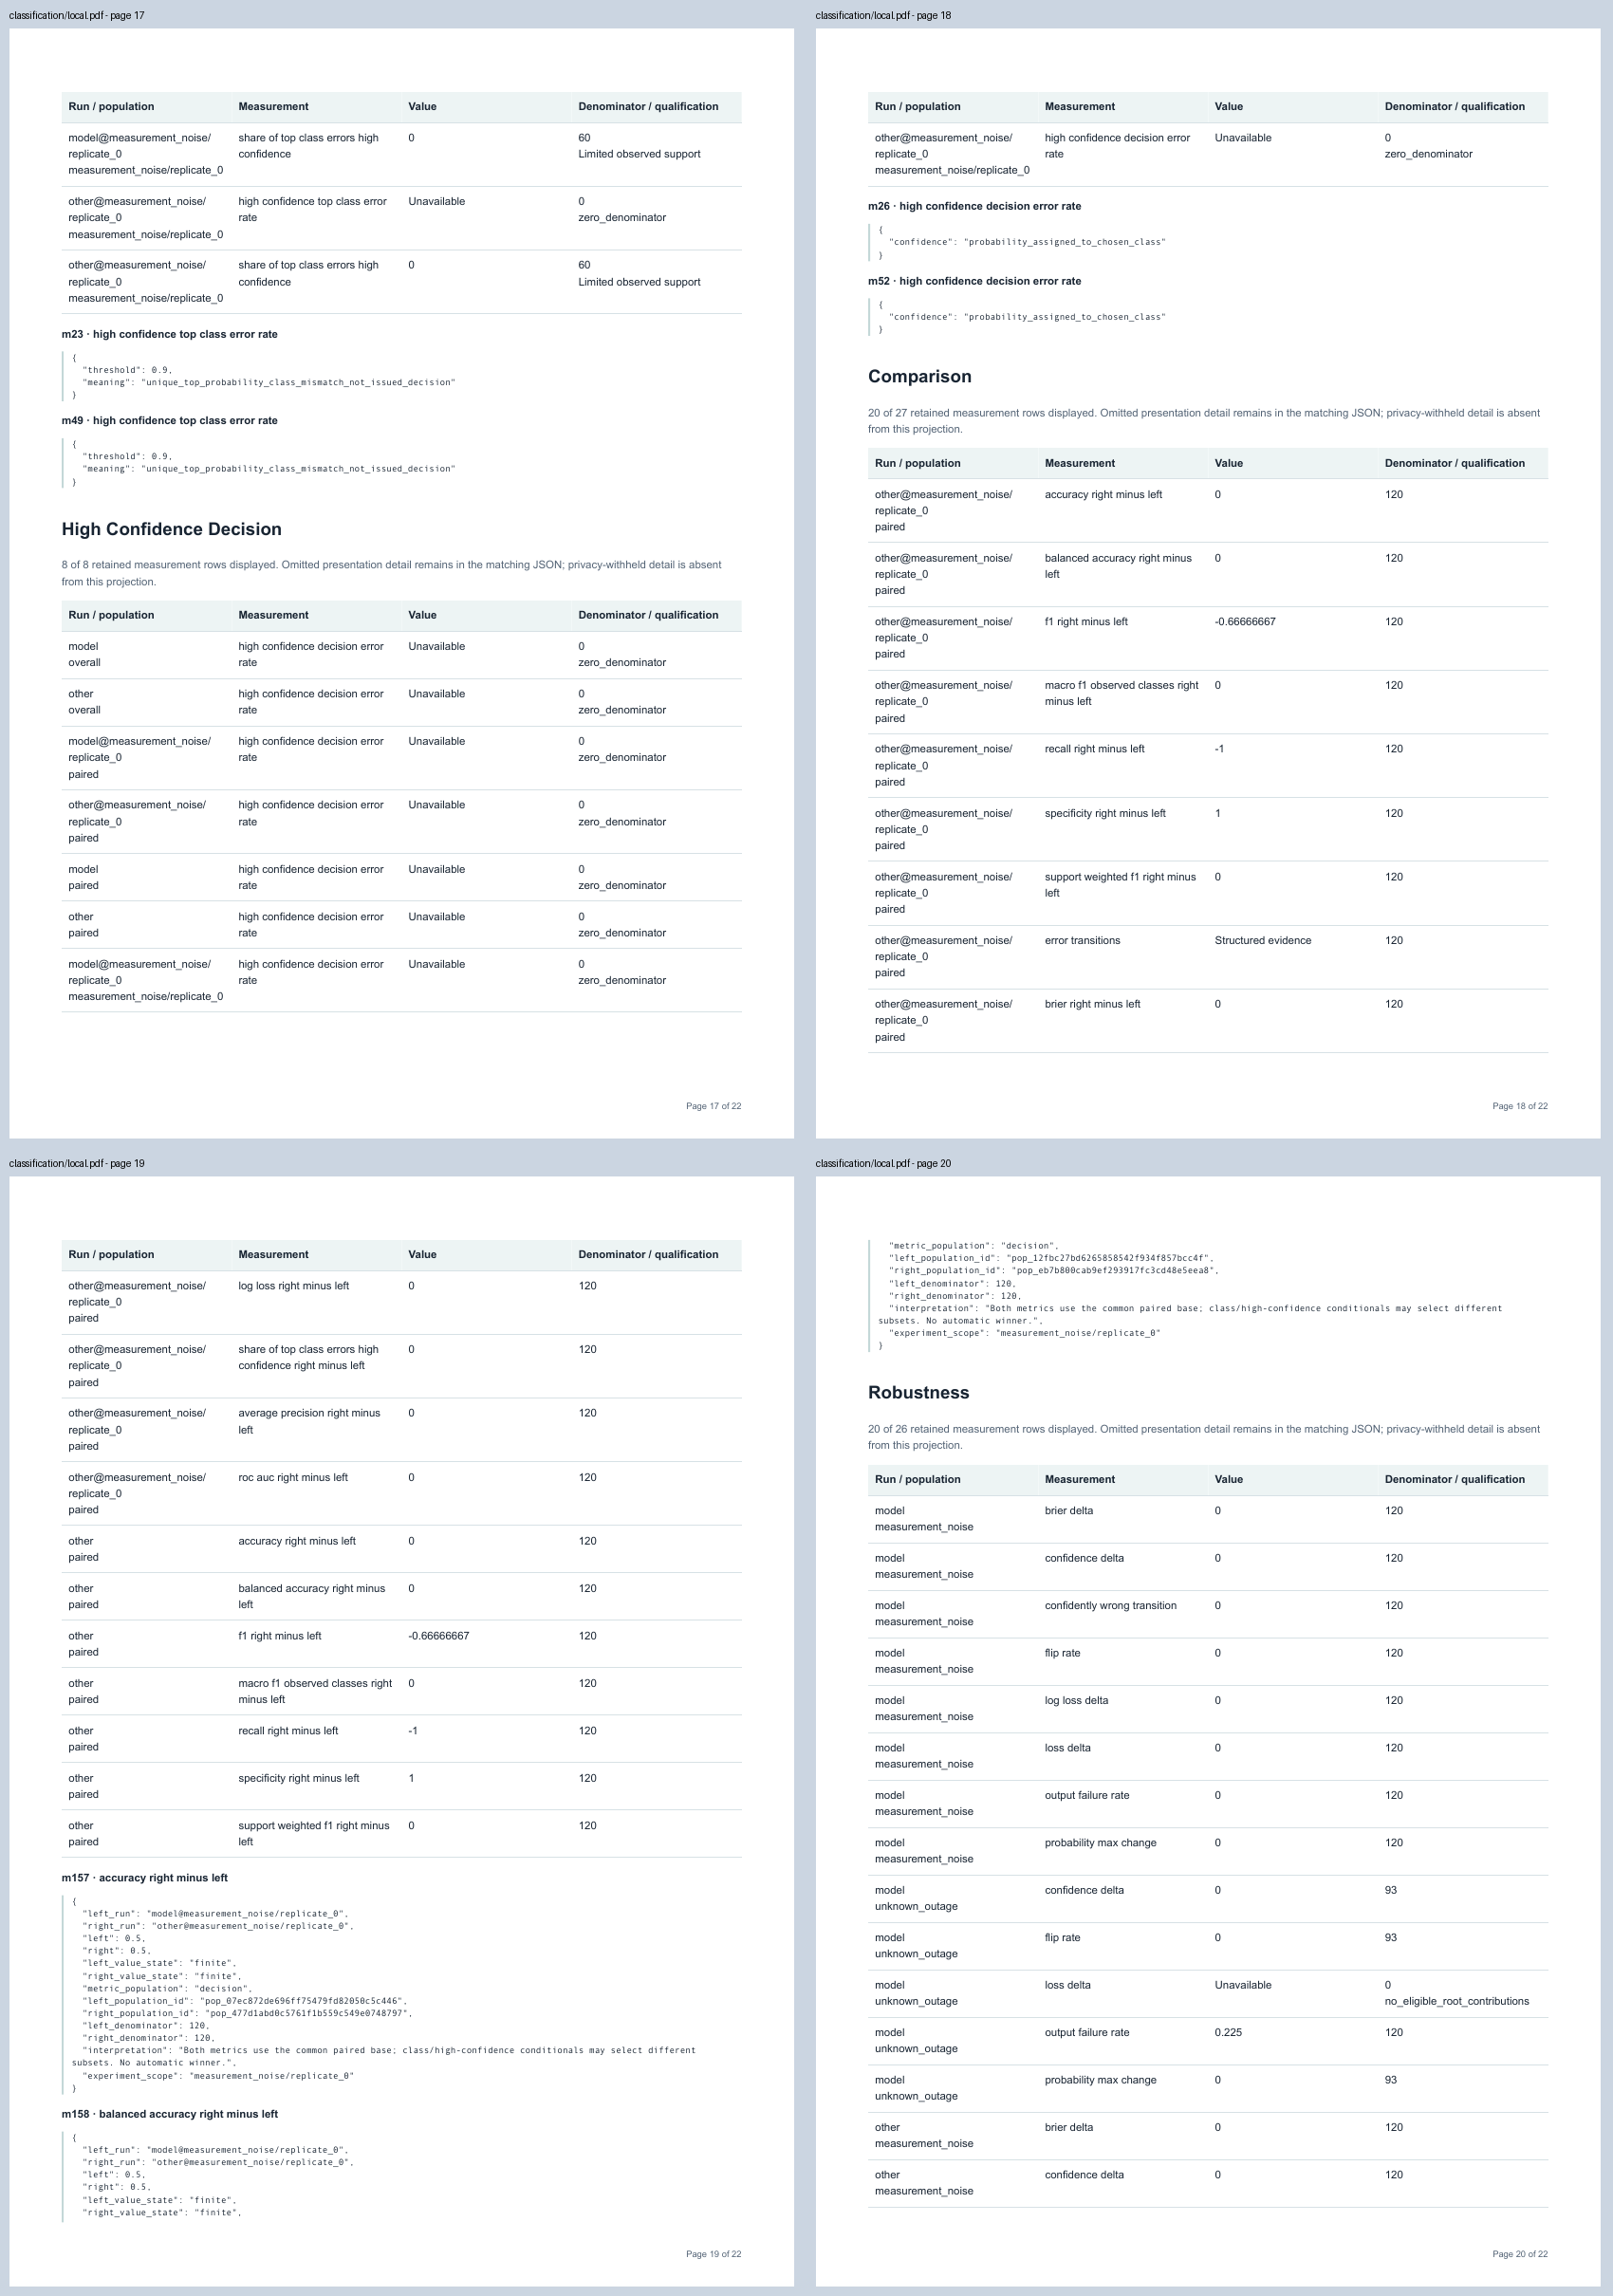 classification/local.pdf - page 17
Run / population Measurement Value Denominator / qualification
model@measurement_noise/ share of top class errors high 0 60
replicate_0 confidence Limited observed support
measurement_noise/replicate_0
other@measurement_noise/ high confidence top class error Unavailable 0
replicate_0 rate zero_denominator
measurement_noise/replicate_0
other@measurement_noise/ share of top class errors high 0 60
replicate_0 confidence Limited observed support
measurement_noise/replicate_0
m23 · high confidence top class error rate
{
"threshold": 0.9,
"meaning": "unique_top_probability_class_mismatch_not_issued_decision"
}
m49 · high confidence top class error rate
{
"threshold": 0.9,
"meaning": "unique_top_probability_class_mismatch_not_issued_decision"
}
High Confidence Decision
8 of 8 retained measurement rows displayed. Omitted presentation detail remains in the matching JSON; privacy-withheld detail is absent
from this projection.
Run / population Measurement Value Denominator / qualification
model high confidence decision error Unavailable 0
overall rate zero_denominator
other high confidence decision error Unavailable 0
overall rate zero_denominator
model@measurement_noise/ high confidence decision error Unavailable 0
replicate_0 rate zero_denominator
paired
other@measurement_noise/ high confidence decision error Unavailable 0
replicate_0 rate zero_denominator
paired
model high confidence decision error Unavailable 0
paired rate zero_denominator
other high confidence decision error Unavailable 0
paired rate zero_denominator
model@measurement_noise/ high confidence decision error Unavailable 0
replicate_0 rate zero_denominator
measurement_noise/replicate_0
Page 17 of 22
classification/local.pdf - page 18
Run / population Measurement Value Denominator / qualification
other@measurement_noise/ high confidence decision error Unavailable 0
replicate_0 rate zero_denominator
measurement_noise/replicate_0
m26 · high confidence decision error rate
{
"confidence": "probability_assigned_to_chosen_class"
}
m52 · high confidence decision error rate
{
"confidence": "probability_assigned_to_chosen_class"
}
Comparison
20 of 27 retained measurement rows displayed. Omitted presentation detail remains in the matching JSON; privacy-withheld detail is absent
from this projection.
Run / population Measurement Value Denominator / qualification
other@measurement_noise/ accuracy right minus left 0 120
replicate_0
paired
other@measurement_noise/ balanced accuracy right minus 0 120
replicate_0 left
paired
other@measurement_noise/ f1 right minus left -0.66666667 120
replicate_0
paired
other@measurement_noise/ macro f1 observed classes right 0 120
replicate_0 minus left
paired
other@measurement_noise/ recall right minus left -1 120
replicate_0
paired
other@measurement_noise/ specificity right minus left 1 120
replicate_0
paired
other@measurement_noise/ support weighted f1 right minus 0 120
replicate_0 left
paired
other@measurement_noise/ error transitions Structured evidence 120
replicate_0
paired
other@measurement_noise/ brier right minus left 0 120
replicate_0
paired
Page 18 of 22
classification/local.pdf - page 19
Run / population Measurement Value Denominator / qualification
other@measurement_noise/ log loss right minus left 0 120
replicate_0
paired
other@measurement_noise/ share of top class errors high 0 120
replicate_0 confidence right minus left
paired
other@measurement_noise/ average precision right minus 0 120
replicate_0 left
paired
other@measurement_noise/ roc auc right minus left 0 120
replicate_0
paired
other accuracy right minus left 0 120
paired
other balanced accuracy right minus 0 120
paired left
other f1 right minus left -0.66666667 120
paired
other macro f1 observed classes right 0 120
paired minus left
other recall right minus left -1 120
paired
other specificity right minus left 1 120
paired
other support weighted f1 right minus 0 120
paired left
m157 · accuracy right minus left
{
"left_run": "model@measurement_noise/replicate_0",
"right_run": "other@measurement_noise/replicate_0",
"left": 0.5,
"right": 0.5,
"left_value_state": "finite",
"right_value_state": "finite",
"metric_population": "decision",
"left_population_id": "pop_07ec872de696ff75479fd82050c5c446",
"right_population_id": "pop_477d1abd0c5761f1b559c549e0748797",
"left_denominator": 120,
"right_denominator": 120,
"interpretation": "Both metrics use the common paired base; class/high-confidence conditionals may select different
subsets. No automatic winner.",
"experiment_scope": "measurement_noise/replicate_0"
}
m158 · balanced accuracy right minus left
{
"left_run": "model@measurement_noise/replicate_0",
"right_run": "other@measurement_noise/replicate_0",
"left": 0.5,
"right": 0.5,
"left_value_state": "finite",
"right_value_state": "finite",
Page 19 of 22
classification/local.pdf - page 20
"metric_population": "decision",
"left_population_id": "pop_12fbc27bd6265858542f934f857bcc4f",
"right_population_id": "pop_eb7b800cab9ef293917fc3cd48e5eea8",
"left_denominator": 120,
"right_denominator": 120,
"interpretation": "Both metrics use the common paired base; class/high-confidence conditionals may select different
subsets. No automatic winner.",
"experiment_scope": "measurement_noise/replicate_0"
}
Robustness
20 of 26 retained measurement rows displayed. Omitted presentation detail remains in the matching JSON; privacy-withheld detail is absent
from this projection.
Run / population Measurement Value Denominator / qualification
model brier delta 0 120
measurement_noise
model confidence delta 0 120
measurement_noise
model confidently wrong transition 0 120
measurement_noise
model flip rate 0 120
measurement_noise
model log loss delta 0 120
measurement_noise
model loss delta 0 120
measurement_noise
model output failure rate 0 120
measurement_noise
model probability max change 0 120
measurement_noise
model confidence delta 0 93
unknown_outage
model flip rate 0 93
unknown_outage
model loss delta Unavailable 0
unknown_outage no_eligible_root_contributions
model output failure rate 0.225 120
unknown_outage
model probability max change 0 93
unknown_outage
other brier delta 0 120
measurement_noise
other confidence delta 0 120
measurement_noise
Page 20 of 22